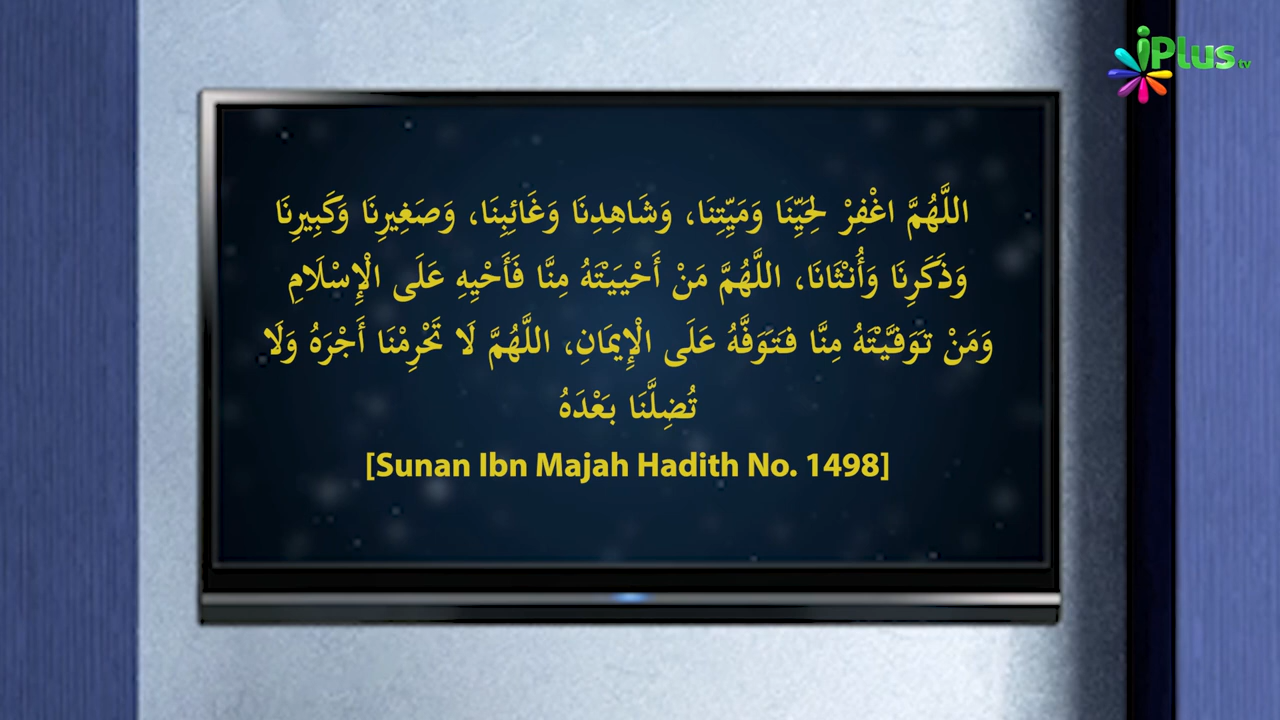 iPlus tv
اللَّهُمَّ اغْفِرْ لِحَيِّنَا وَمَيِّتِنَا، وَشَاهِدِنَا وَغَائِبِنَا، وَصَغِيرِنَا وَكَبِيرِنَا
وَذَكَرِنَا وَأُنْثَانَا، اللَّهُمَّ مَنْ أَحْيَيْتَهُ مِنَّا فَأَحْيِهِ عَلَى الْإِسْلَامِ
وَمَنْ تَوَفَّيْتَهُ مِنَّا فَتَوَفَّهُ عَلَى الْإِيمَانِ، اللَّهُمَّ لَا تَحْرِمْنَا أَجْرَهُ وَلَا
تُضِلَّنَا بَعْدَهُ
[Sunan Ibn Majah Hadith No. 1498]